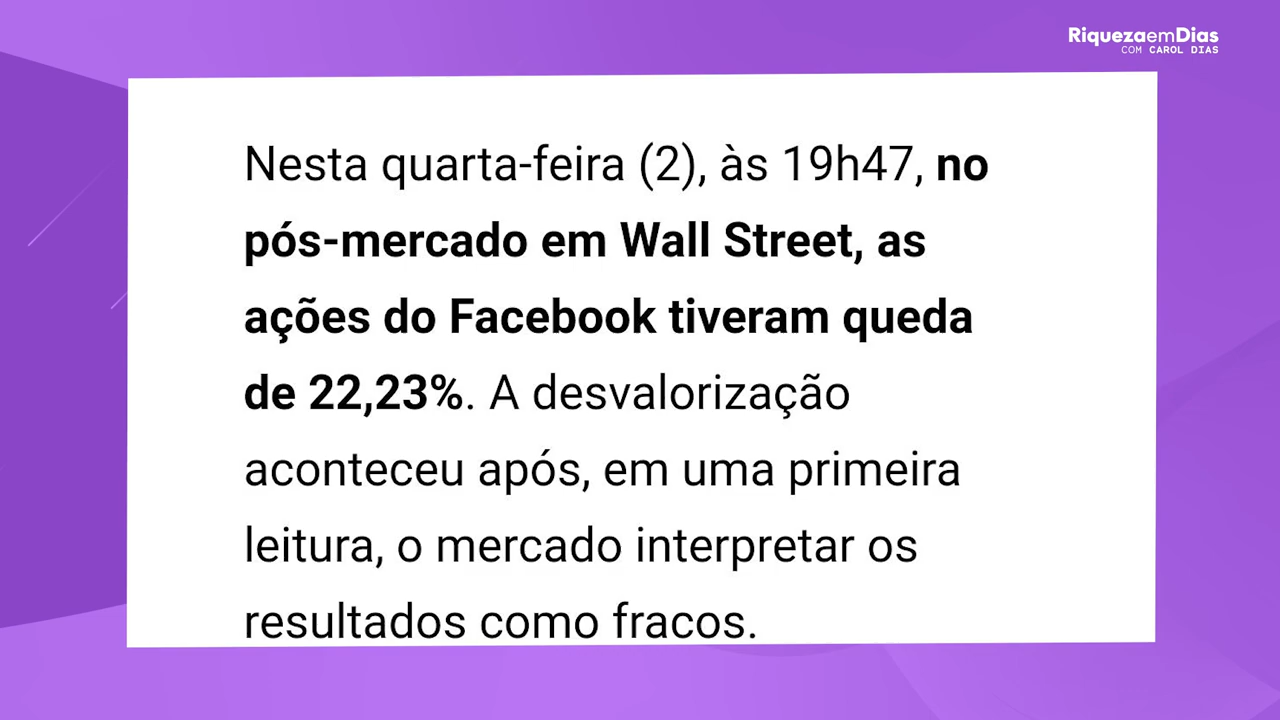 RiquezaemDias
COM CAROL DIAS
Nesta quarta-feira (2), às 19h47, no
pós-mercado em Wall Street, as
ações do Facebook tiveram queda
de 22,23%. A desvalorização
aconteceu após, em uma primeira
leitura, o mercado interpretar os
resultados como fracos.